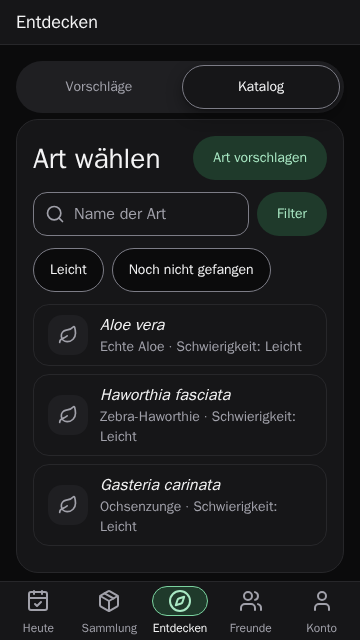 Entdecken
Vorschläge
Katalog
Art wählen
Art vorschlagen
Name der Art
Filter
Leicht
Noch nicht gefangen
Aloe vera
Echte Aloe · Schwierigkeit: Leicht
Haworthia fasciata
Zebra-Haworthie · Schwierigkeit:
Leicht
Gasteria carinata
Ochsenzunge · Schwierigkeit:
Leicht
Heute
Sammlung
Entdecken
Freunde
Konto